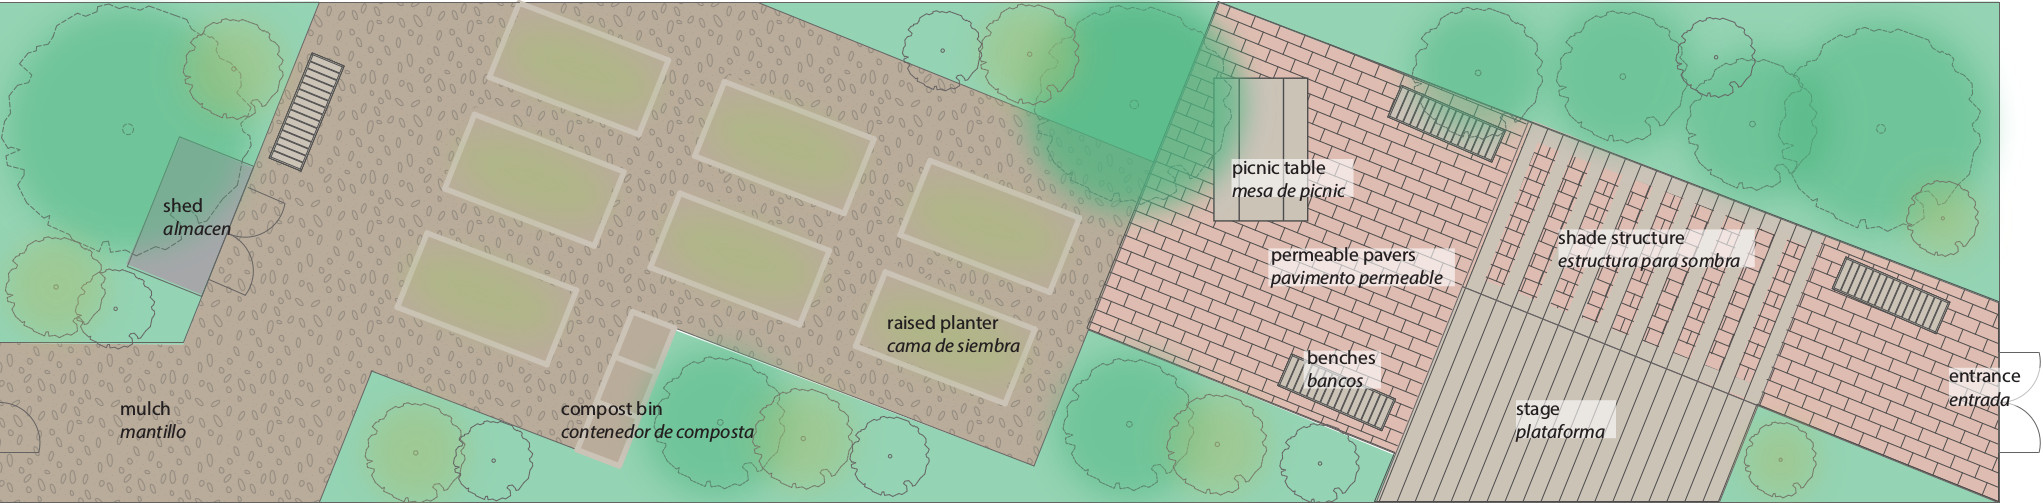 shed
almacen
mulch
mantillo
compost bin
contenedor de composta
raised planter
cama de siembra
picnic table
mesa de picnic
permeable pavers
pavimento permeable
benches
bancos
shade structure
estructura para sombra
stage
plataforma
entrance
entrada